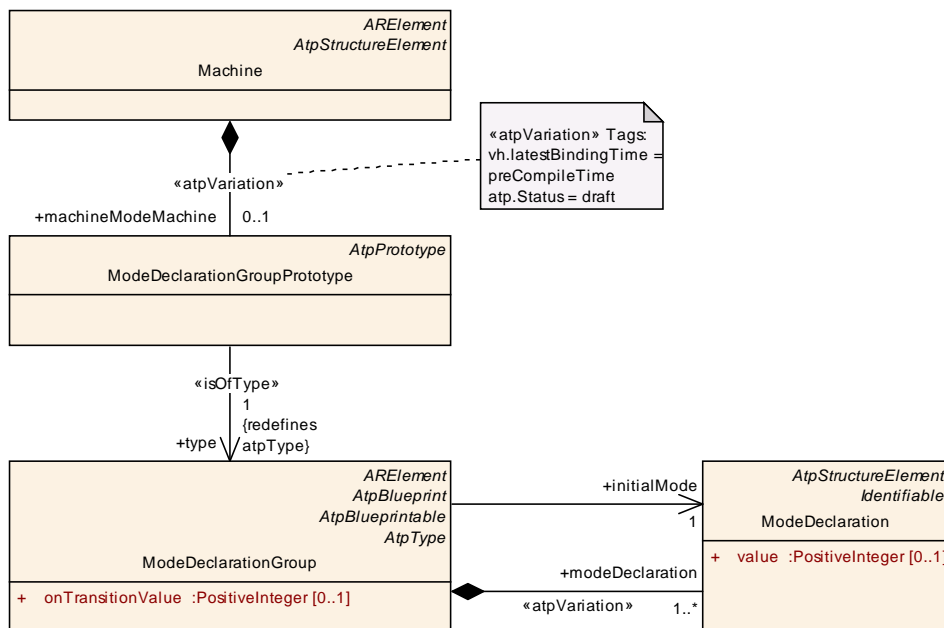 ARElement
AtpStructureElement
Machine
«atpVariation» Tags:
vh.latestBindingTime =
preCompileTime
atp.Status = draft
«atpVariation»
+machineModeMachine 0..1
AtpPrototype
ModeDeclarationGroupPrototype
«isOfType»
1
{redefines
atpType}
+type
ARElement
AtpBlueprint
AtpBlueprintable
AtpType
ModeDeclarationGroup
+ onTransitionValue :PositiveInteger [0..1]
+initialMode
1
+modeDeclaration
«atpVariation» 1..*
AtpStructureElement
Identifiable
ModeDeclaration
+ value :PositiveInteger [0..1]